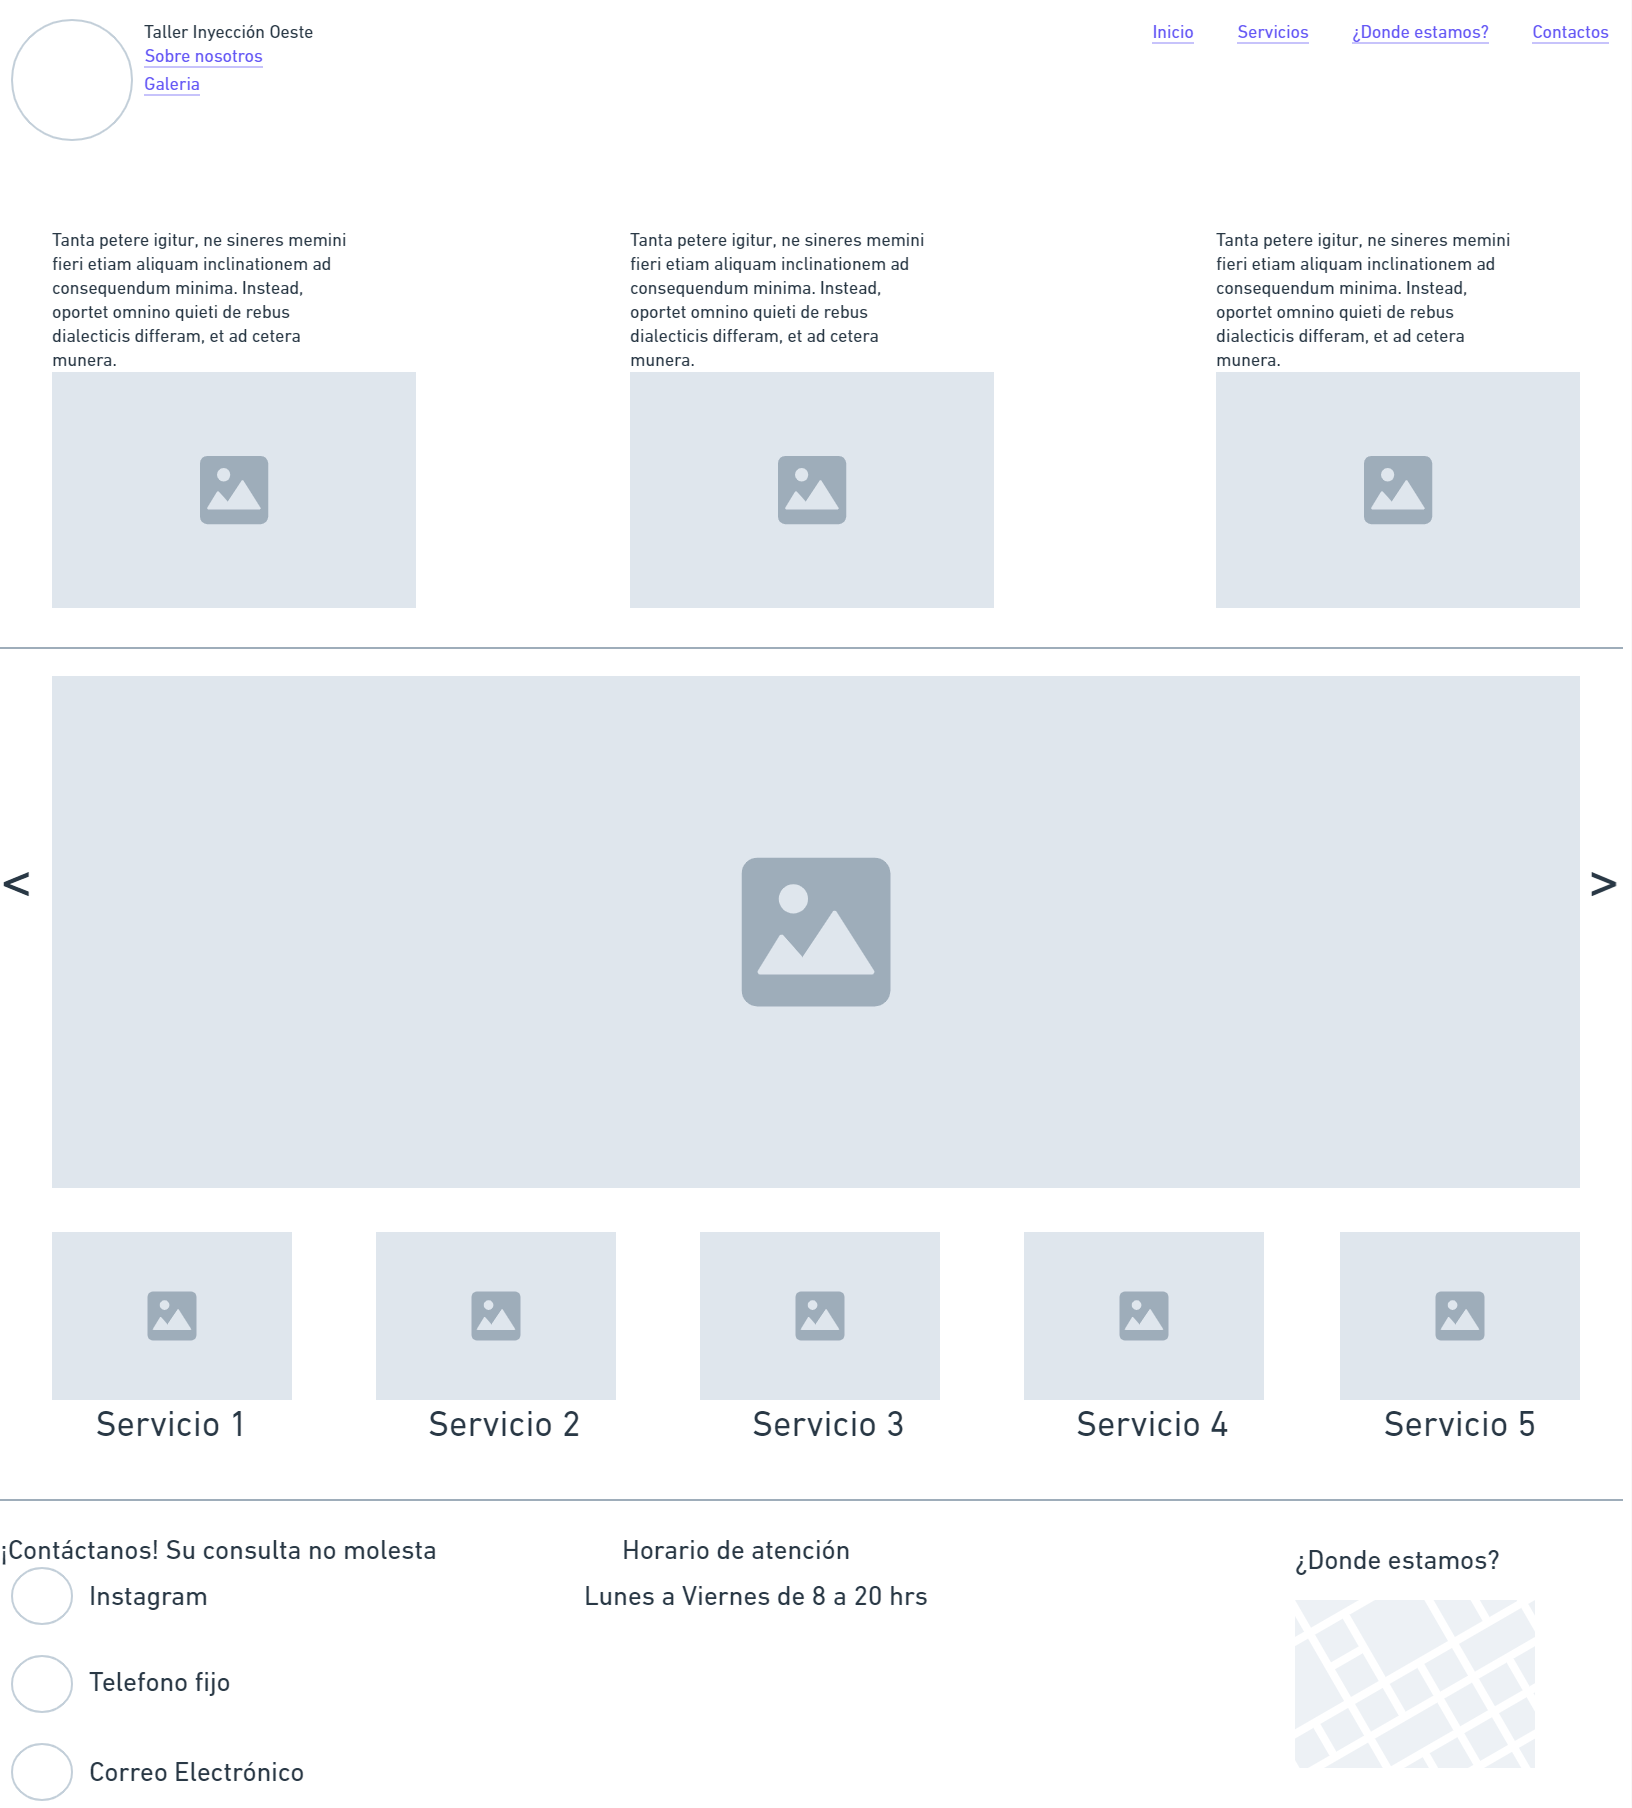 Taller Inyección Oeste
Sobre nosotros
Galeria
Inicio
Servicios
¿Donde estamos?
Contactos
Tanta petere igitur, ne sineres memini
fieri etiam aliquam inclinationem ad
consequendum minima. Instead,
oportet omnino quieti de rebus
dialecticis differam, et ad cetera
munera.
Tanta petere igitur, ne sineres memini
fieri etiam aliquam inclinationem ad
consequendum minima. Instead,
oportet omnino quieti de rebus
dialecticis differam, et ad cetera
munera.
Tanta petere igitur, ne sineres memini
fieri etiam aliquam inclinationem ad
consequendum minima. Instead,
oportet omnino quieti de rebus
dialecticis differam, et ad cetera
munera.
<
>
Servicio 1
Servicio 2
Servicio 3
Servicio 4
Servicio 5
¡Contáctanos! Su consulta no molesta
Instagram
Telefono fijo
Correo Electrónico
Horario de atención
Lunes a Viernes de 8 a 20 hrs
¿Donde estamos?